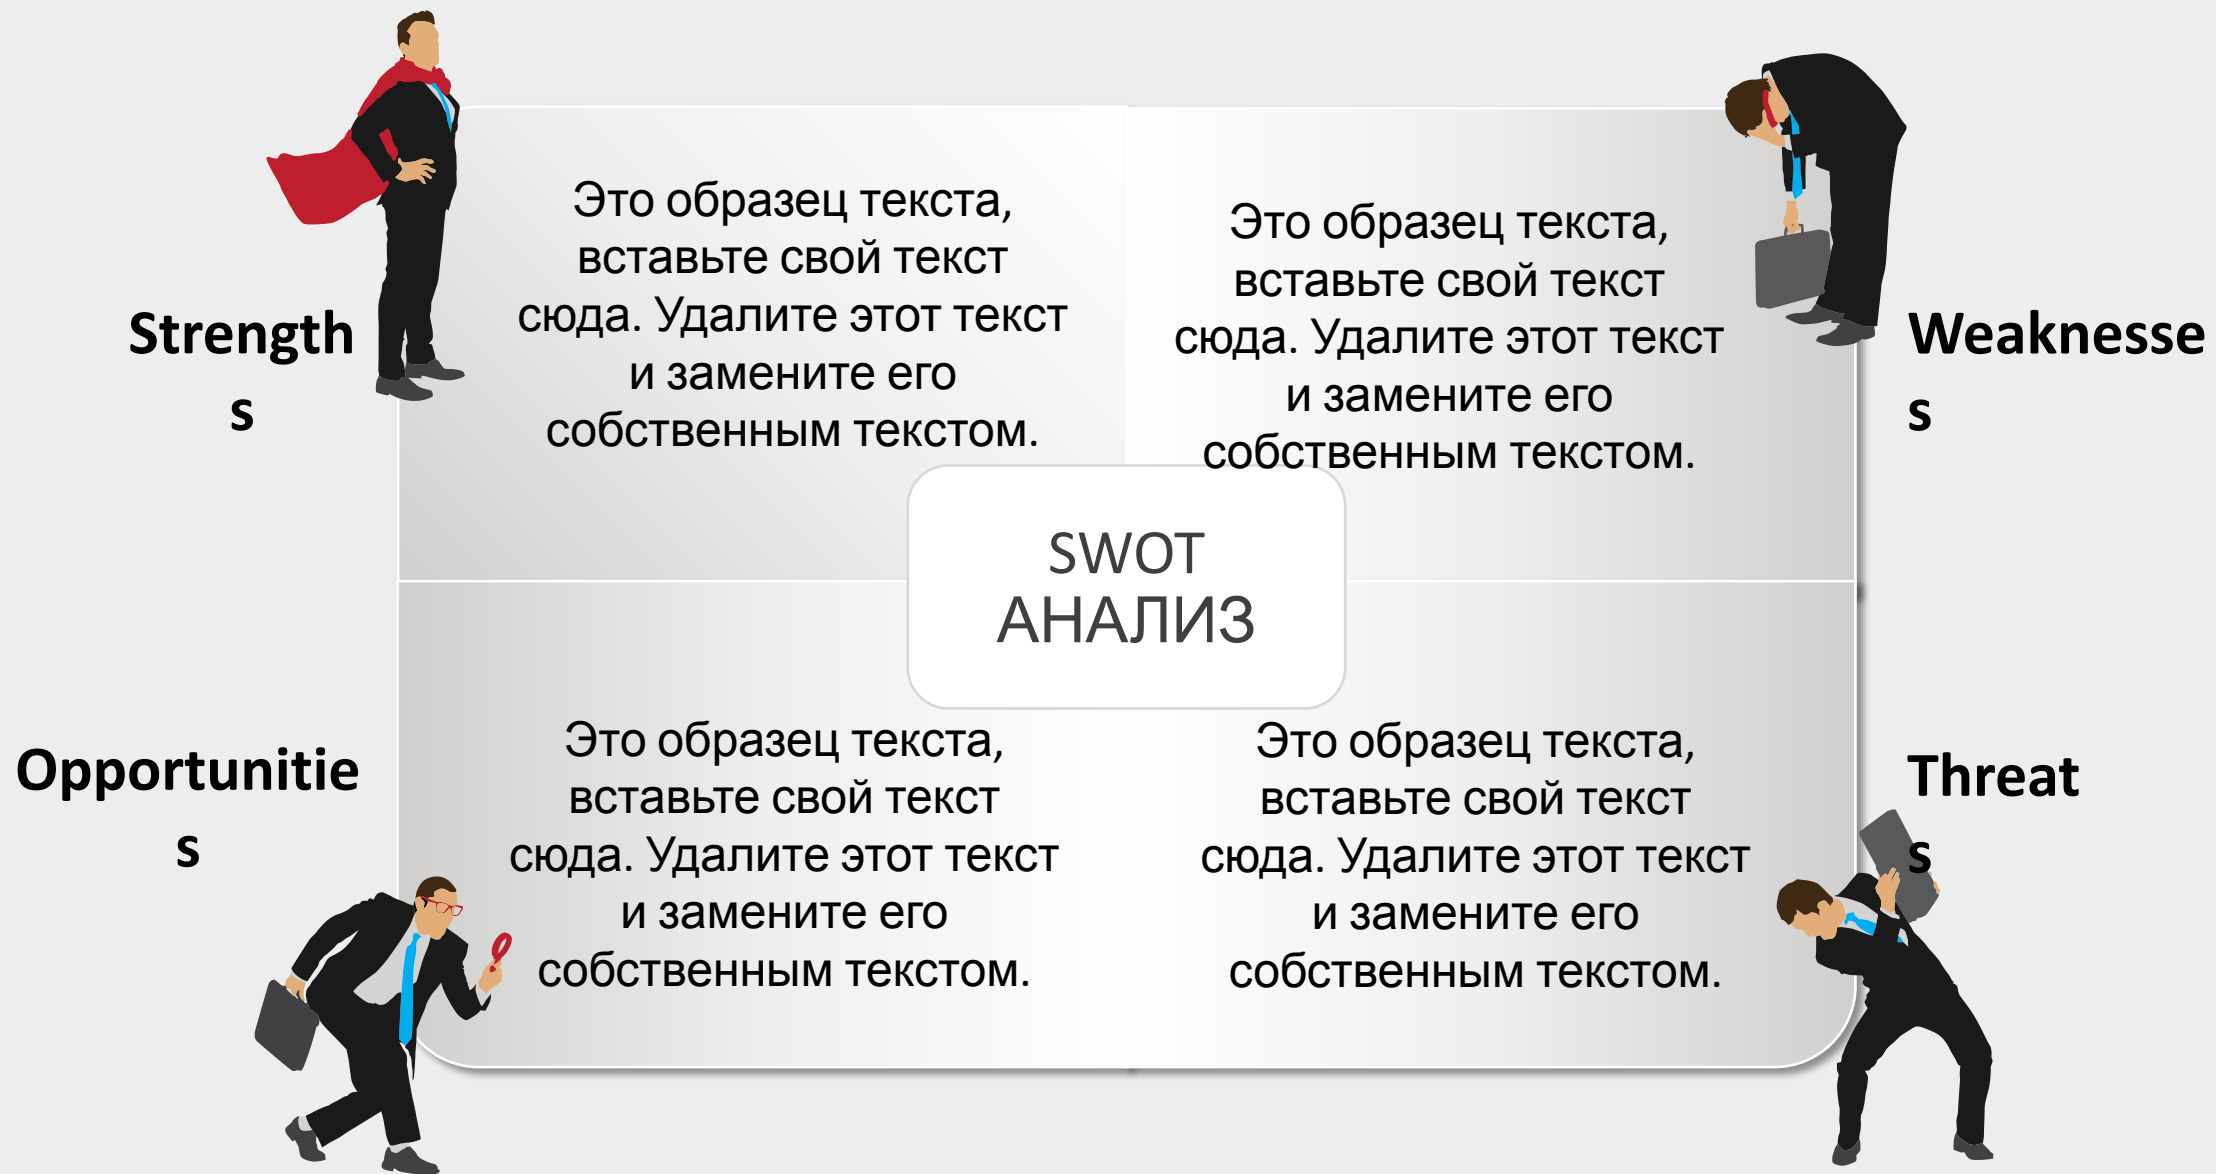 Strength
s
Это образец текста,
вставьте свой текст
сюда. Удалите этот текст
и замените его
собственным текстом.
Это образец текста,
вставьте свой текст
сюда. Удалите этот текст
и замените его
собственным текстом.
Weaknesse
s
SWOT
АНАЛИЗ
Opportunitie
s
Это образец текста,
вставьте свой текст
сюда. Удалите этот текст
и замените его
собственным текстом.
Это образец текста,
вставьте свой текст
сюда. Удалите этот текст
и замените его
собственным текстом.
Threat
s